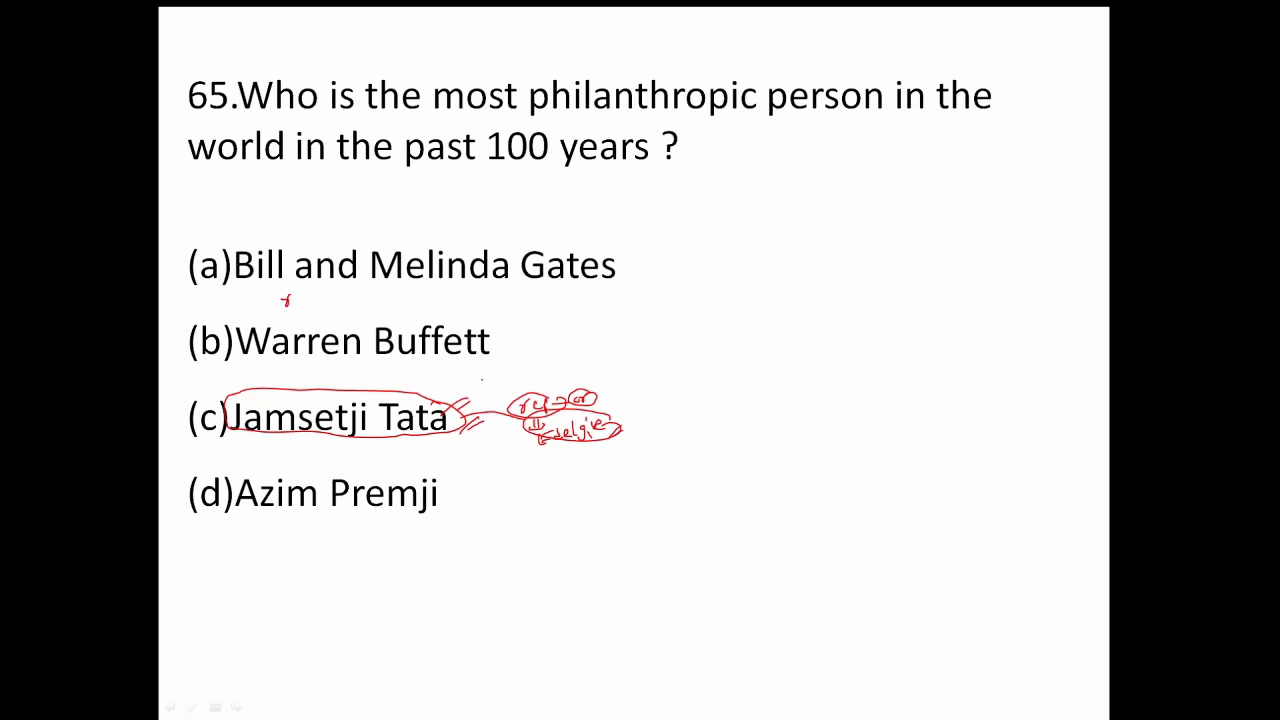 65.Who is the most philanthropic person in the
world in the past 100 years ?
(a)Bill and Melinda Gates
(b)Warren Buffett
(c)Jamsetji Tata
(d)Azim Premji